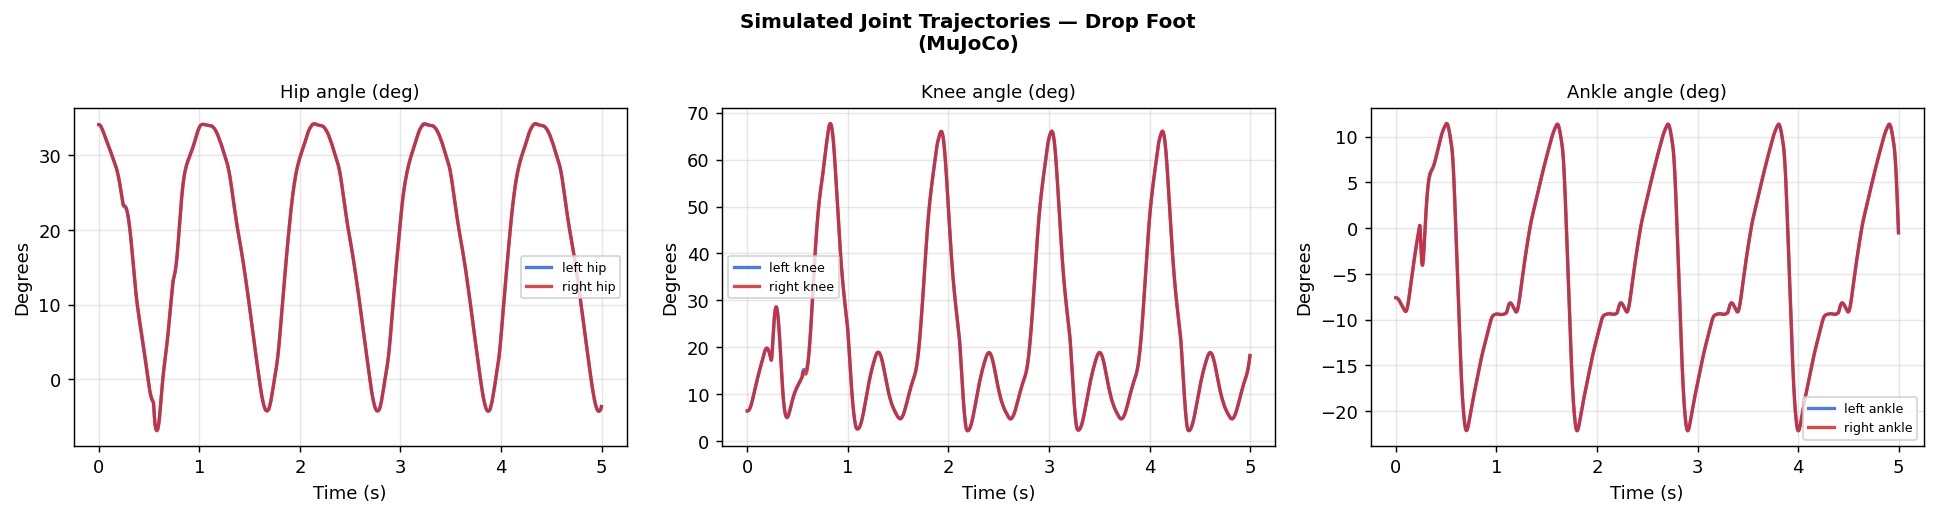 Simulated Joint Trajectories — Drop Foot
(MuJoCo)
Hip angle (deg)
Degrees
30
20
10
0
left hip
right hip
0 1 2 3 4 5
Time (s)
Knee angle (deg)
Degrees
70
60
50
40
30
20
10
0
left knee
right knee
0 1 2 3 4 5
Time (s)
Ankle angle (deg)
Degrees
10
5
0
−5
−10
−15
−20
left ankle
right ankle
0 1 2 3 4 5
Time (s)